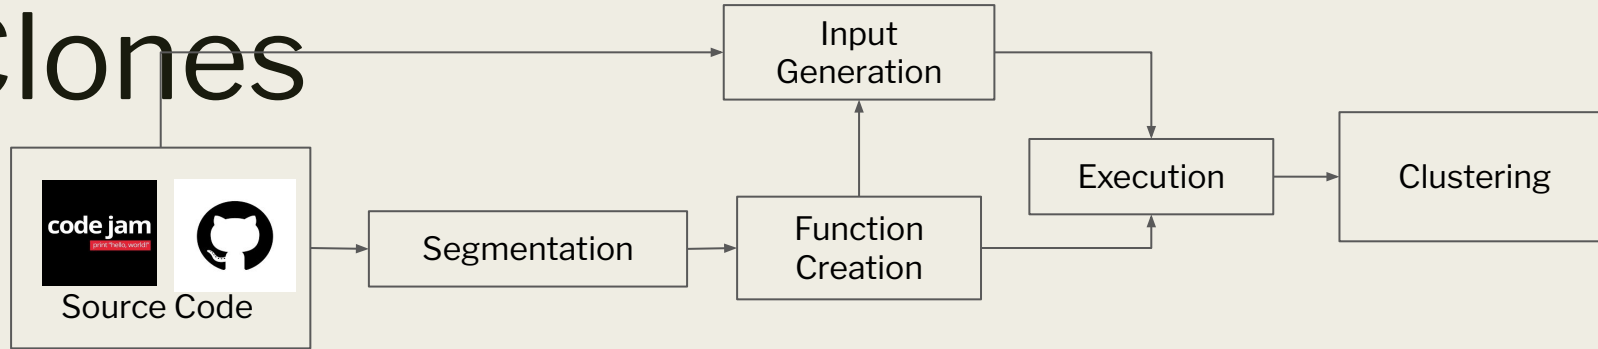 Clones
Input
Generation
Execution
Clustering
code jam
print "hello, world!"
Source Code
Segmentation
Function
Creation